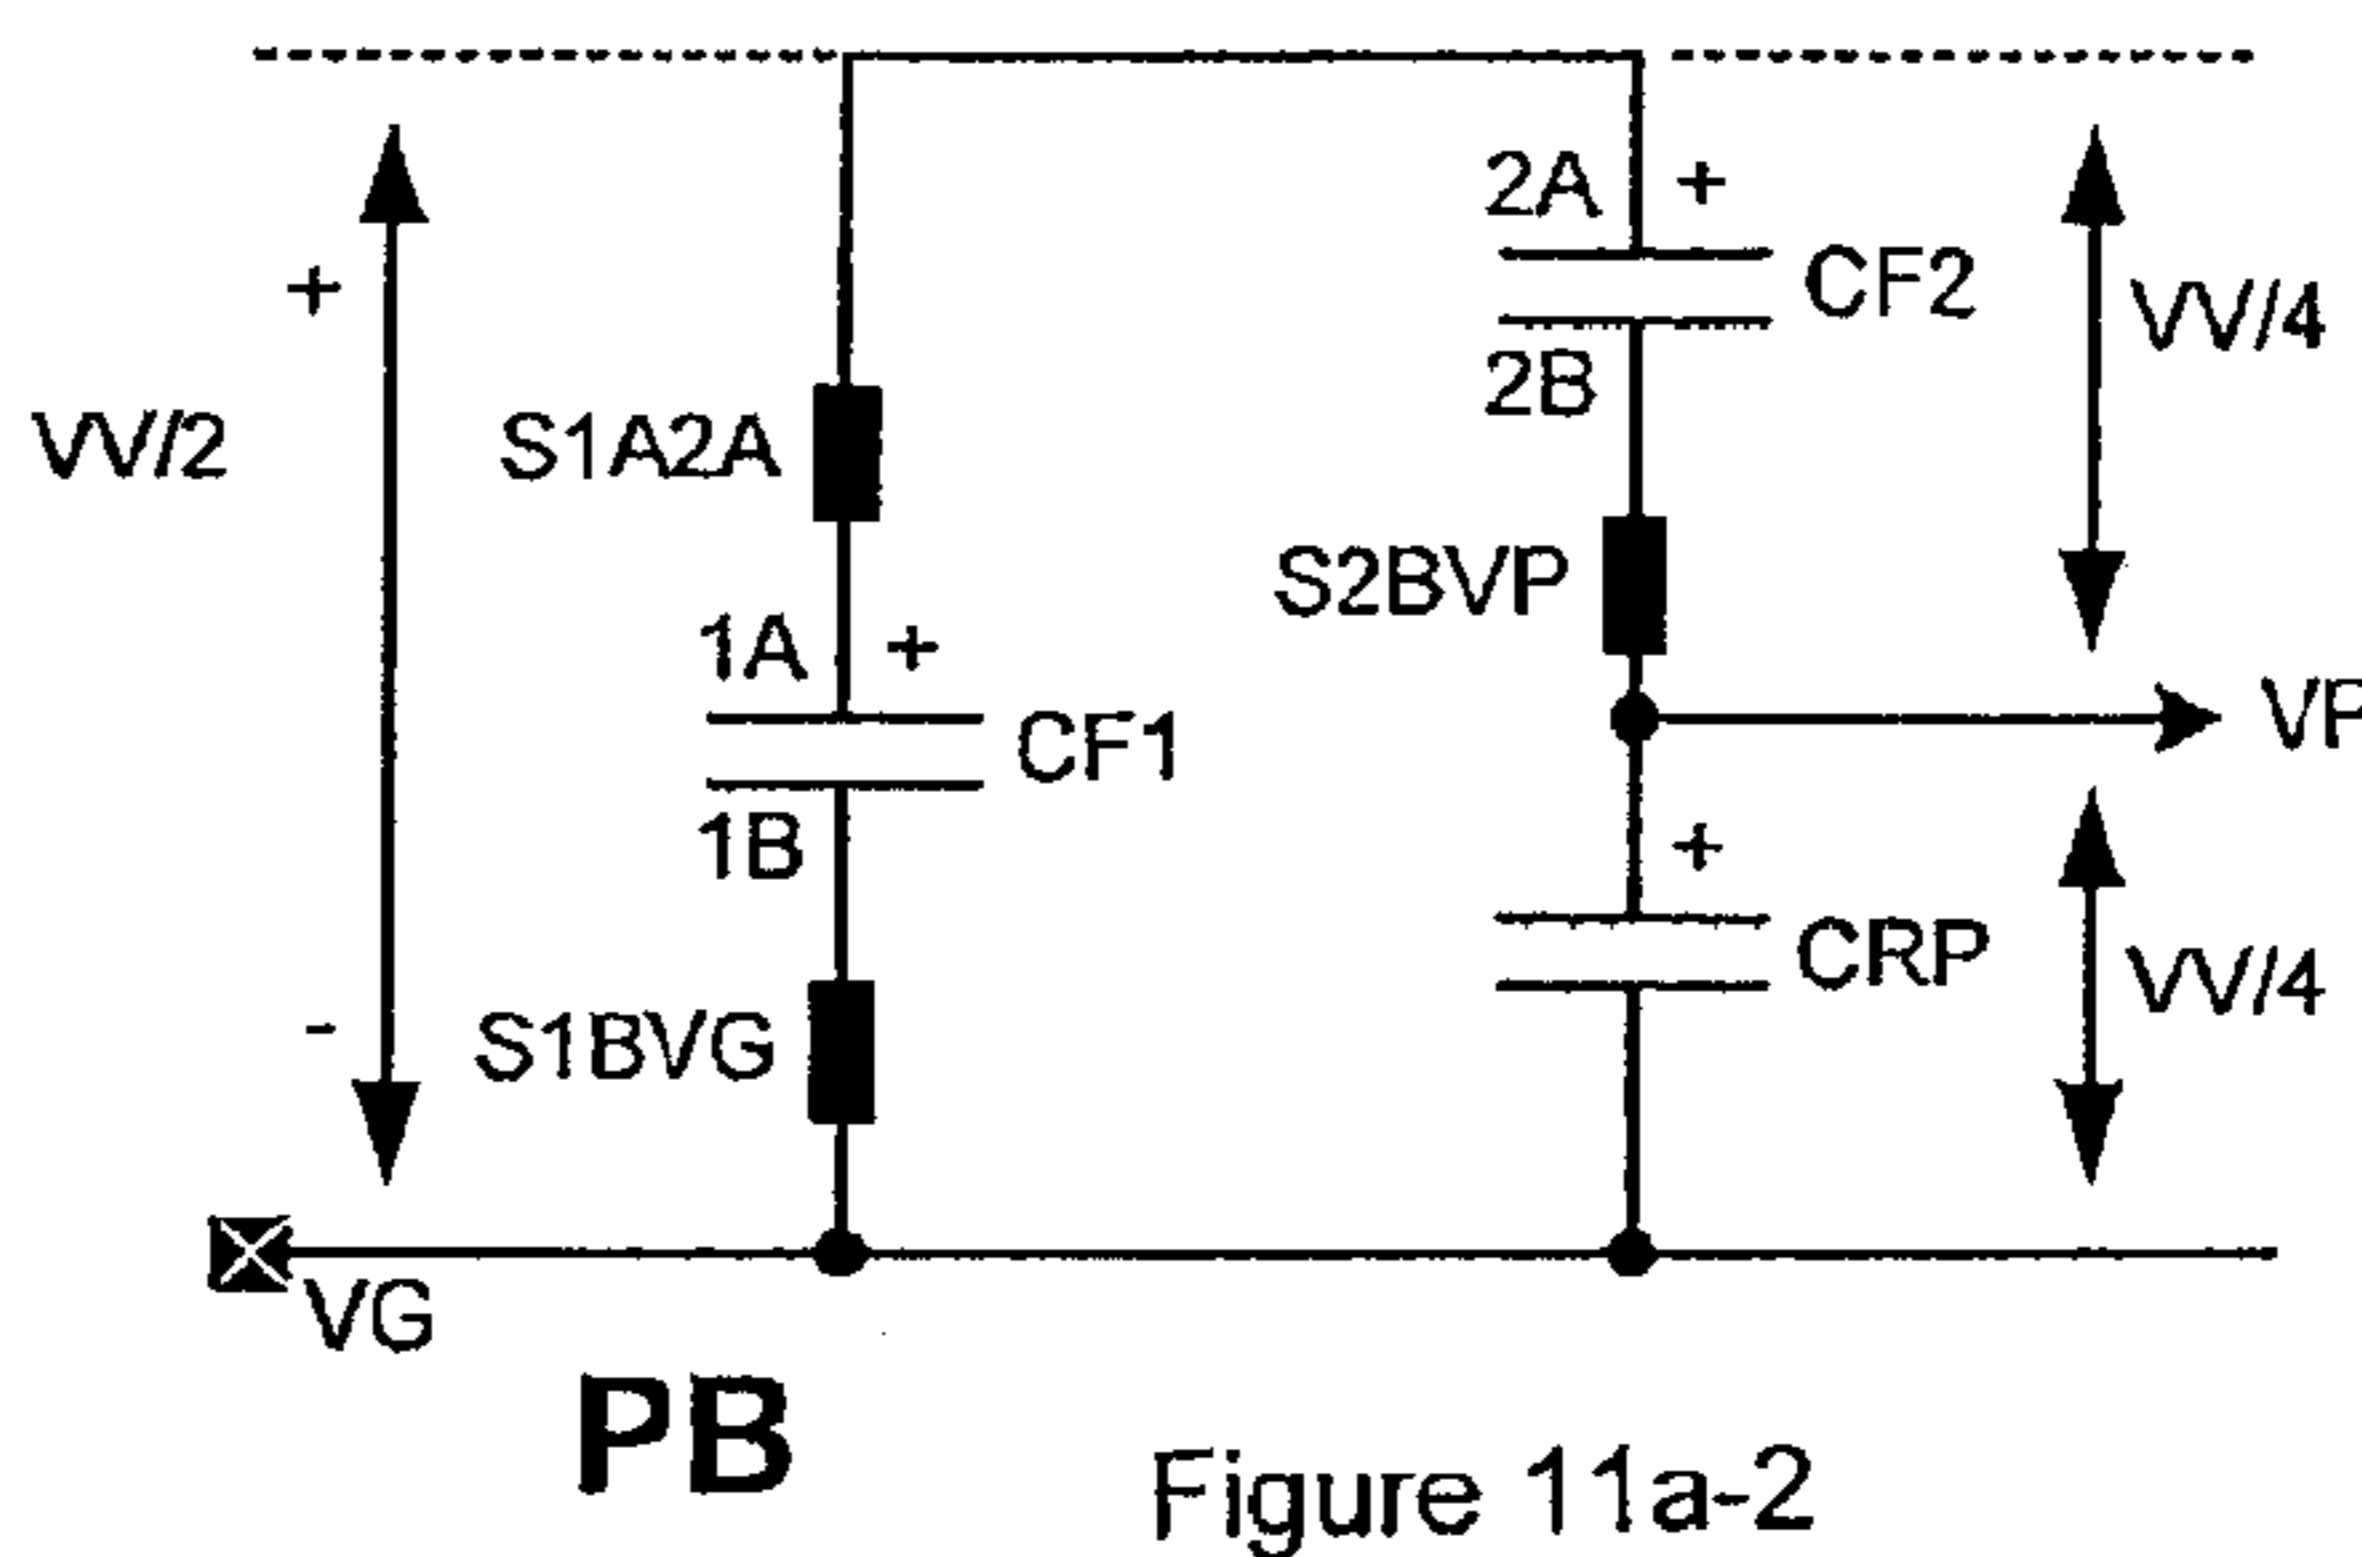 2A +
CF2
+
VV/4
2B
VV/2
S1A2A
S2BVP
1A +
VP
CF1
1B
+
CRP
VV/4
-
S1BVG
VG
PB
Figure 11a-2